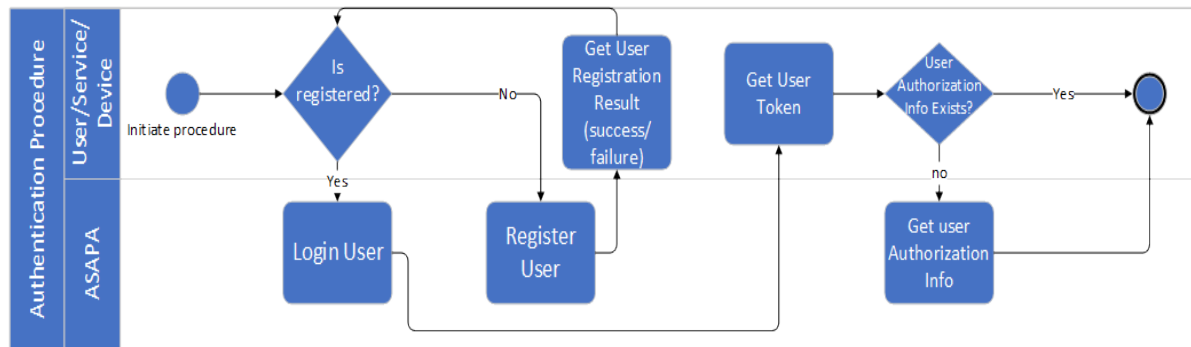 Authentication Procedure
User/Service/
Device
ASAPA
Initiate procedure
Is
registered?
No
Yes
Get User
Registration
Result
(success/
failure)
Login User
Register
User
Get User
Token
User
Authorization
Info Exists?
Yes
no
Get user
Authorization
Info